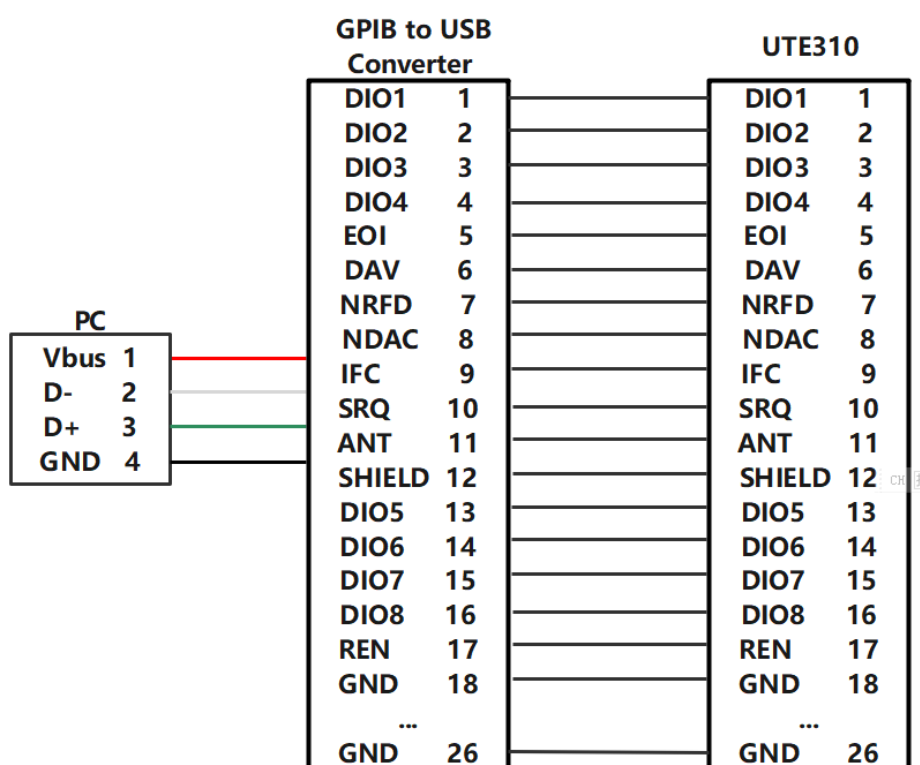 GPIB to USB
Converter
DIO1 1
DIO2 2
DIO3 3
DIO4 4
EOI 5
DAV 6
NRFD 7
NDAC 8
IFC 9
SRQ 10
ANT 11
SHIELD 12
DIO5 13
DIO6 14
DIO7 15
DIO8 16
REN 17
GND 18
...
GND 26
UTE310
DIO1 1
DIO2 2
DIO3 3
DIO4 4
EOI 5
DAV 6
NRFD 7
NDAC 8
IFC 9
SRQ 10
ANT 11
SHIELD 12
DIO5 13
DIO6 14
DIO7 15
DIO8 16
REN 17
GND 18
...
GND 26
PC
Vbus 1
D- 2
D+ 3
GND 4